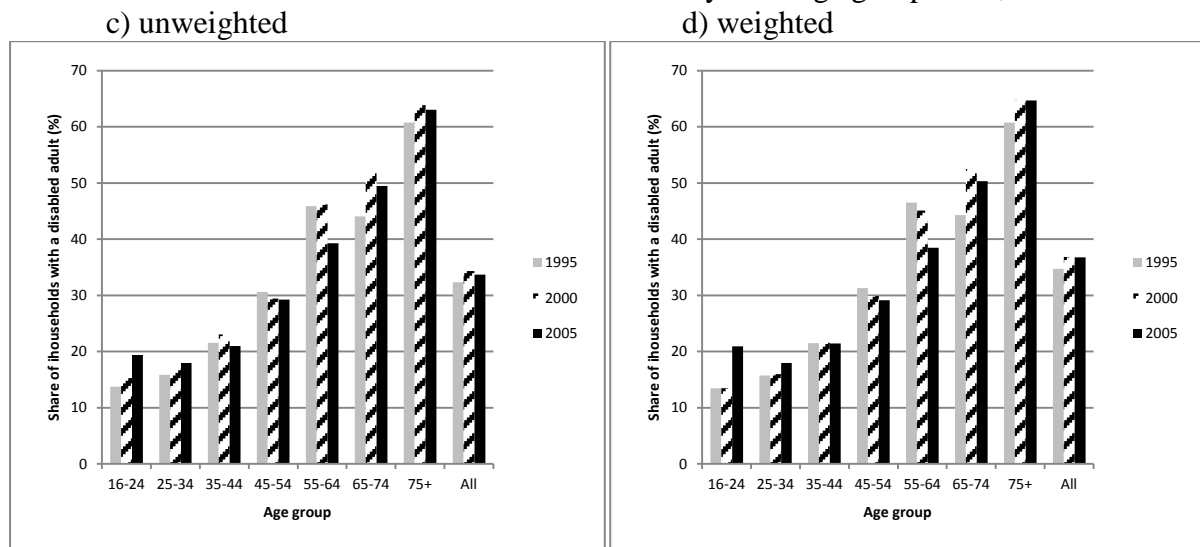 c) unweighted
d) weighted
Share of ihouseholds with a disabled adult (%)
70
60
50
40
30
20
10
0
16-24 25-34 35-44 45-54 55-64 65-74 75+ All
Age group
1995
2000
2005
Share of ihouseholds with a disabled adult (%)
70
60
50
40
30
20
10
0
16-24 25-34 35-44 45-54 55-64 65-74 75+ All
Age group
1995
2000
2005